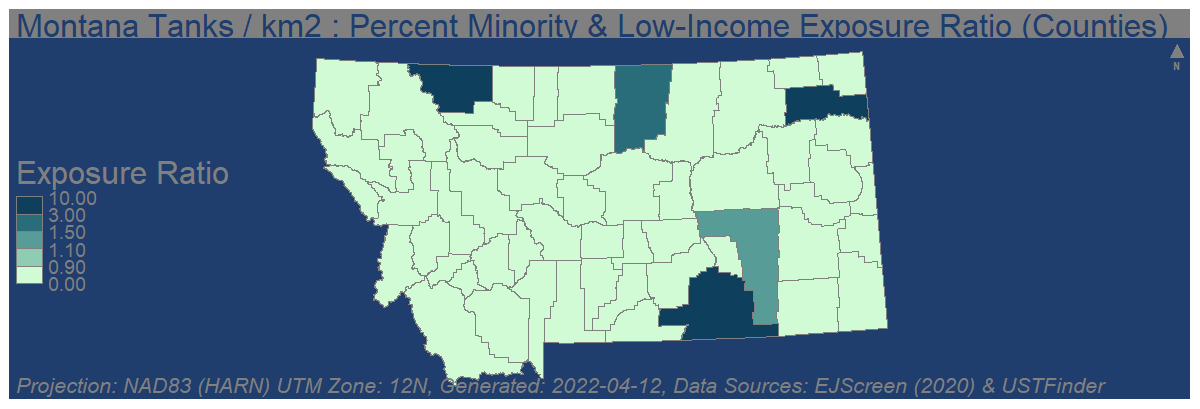 Montana Tanks / km2 : Percent Minority & Low-Income Exposure Ratio (Counties)
N
Exposure Ratio
10.00
3.00
1.50
1.10
0.90
0.00
Projection: NAD83 (HARN) UTM Zone: 12N, Generated: 2022-04-12, Data Sources: EJScreen (2020) & USTFinder